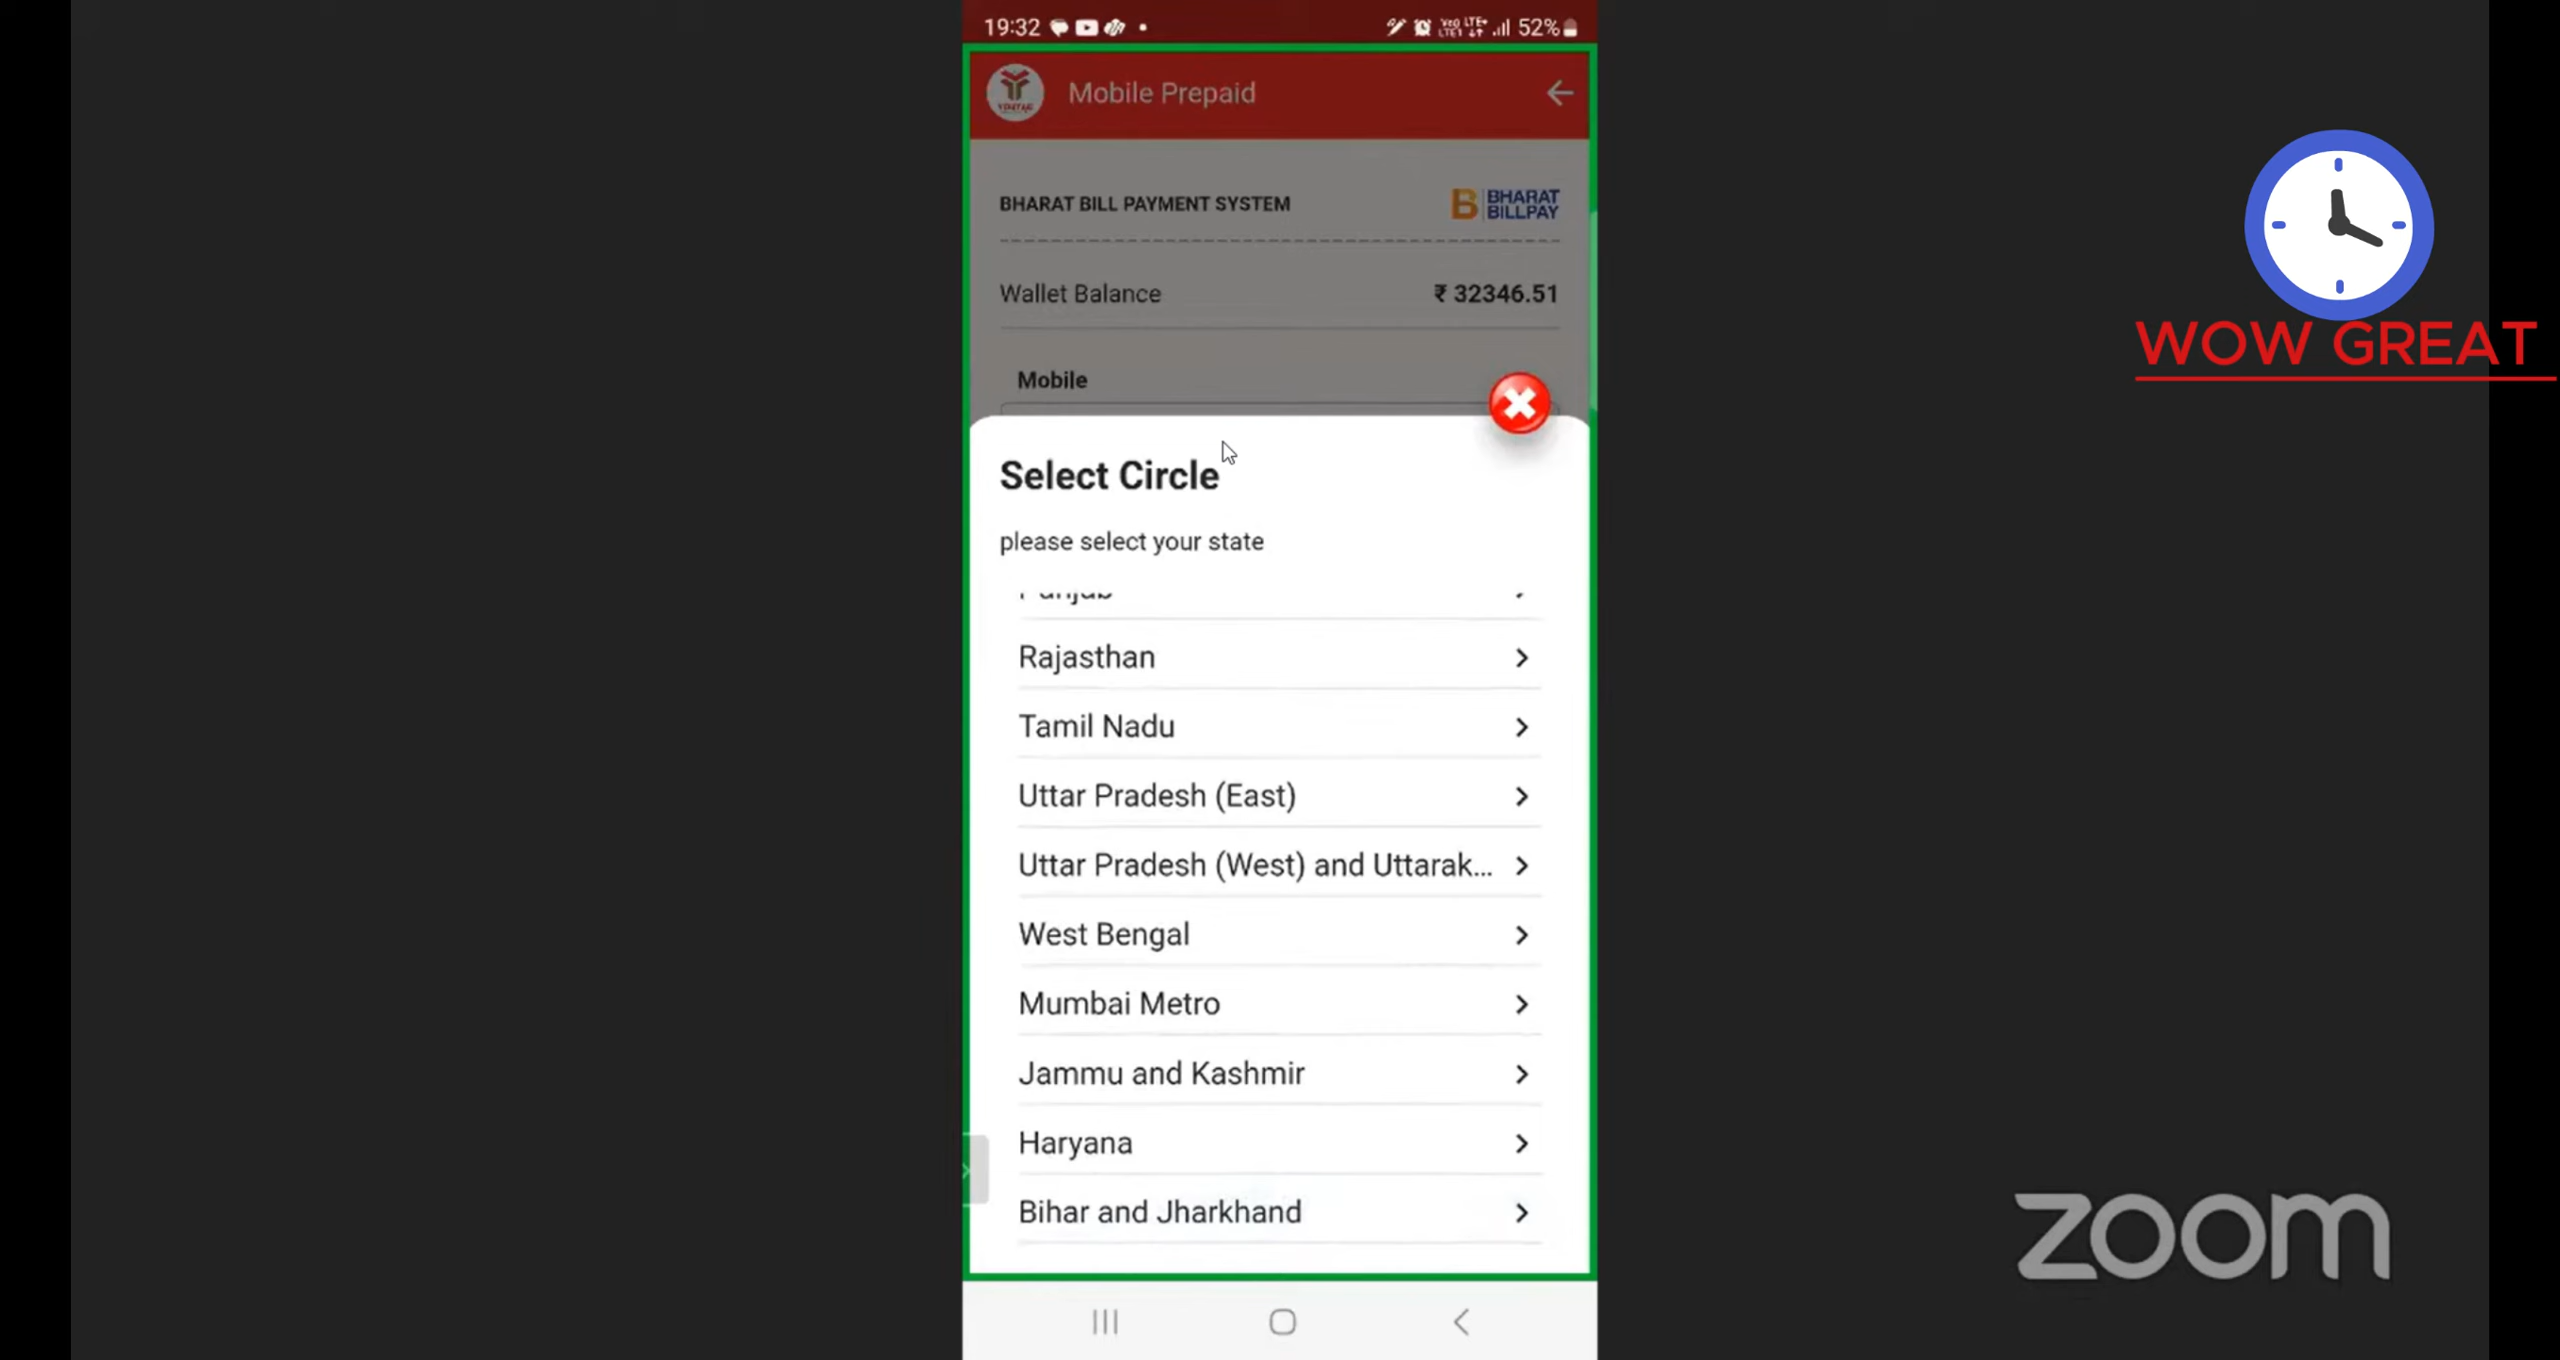 19:32
52%
Mobile Prepaid
BHARAT BILL PAYMENT SYSTEM
BHARAT
BILLPAY
Wallet Balance
₹ 32346.51
WOW GREAT
Mobile
Select Circle
please select your state
Rajasthan
Tamil Nadu
Uttar Pradesh (East)
Uttar Pradesh (West) and Uttarak...
West Bengal
Mumbai Metro
Jammu and Kashmir
Haryana
Bihar and Jharkhand
zoom